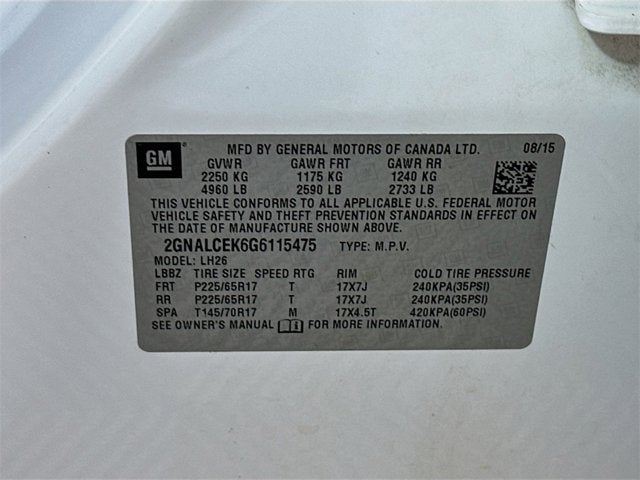 GM MFD BY GENERAL MOTORS OF CANADA LTD. 08/15
GVWR GAWR FRT GAWR RR
2250 KG 1175 KG 1240 KG
4960 LB 2590 LB 2733 LB
THIS VEHICLE CONFORMS TO ALL APPLICABLE U.S. FEDERAL MOTOR
VEHICLE SAFETY AND THEFT PREVENTION STANDARDS IN EFFECT ON
THE DATE OF MANUFACTURE SHOWN ABOVE.
2GNALCEK6G6115475 TYPE: M.P.V.
MODEL: LH26
LBBZ TIRE SIZE SPEED RTG RIM COLD TIRE PRESSURE
FRT P225/65R17 T 17X7J 240KPA(35PSI)
RR P225/65R17 T 17X7J 240KPA(35PSI)
SPA T145/70R17 M 17X4.5T 420KPA(60PSI)
SEE OWNER'S MANUAL FOR MORE INFORMATION.